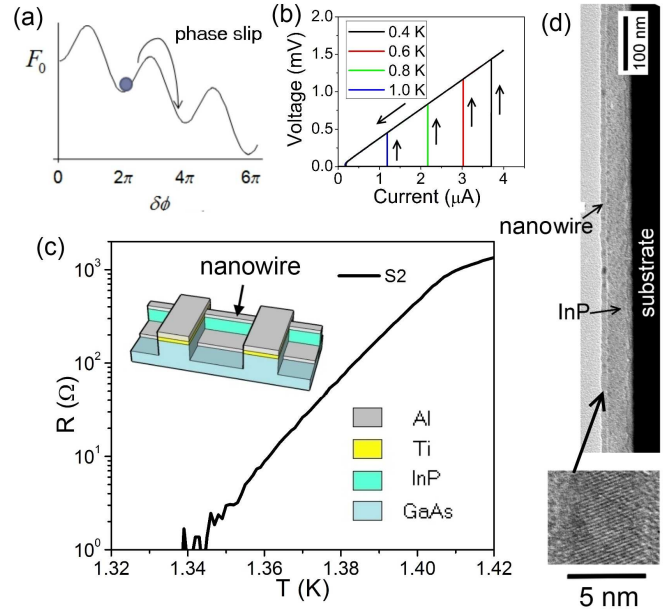 (a)
phase slip
F₀
0
2π
4π
6π
δϕ
(b)
Voltage (mV)
2.0
1.5
1.0
0.5
0.0
0.4 K
0.6 K
0.8 K
1.0 K
0 1 2 3 4
Current (μA)
(c)
nanowire
S2
R (Ω)
10³
10²
10¹
10⁰
Al
Ti
InP
GaAs
1.32 1.34 1.36 1.38 1.40 1.42
T (K)
(d)
100 nm
nanowire
InP
substrate
5 nm